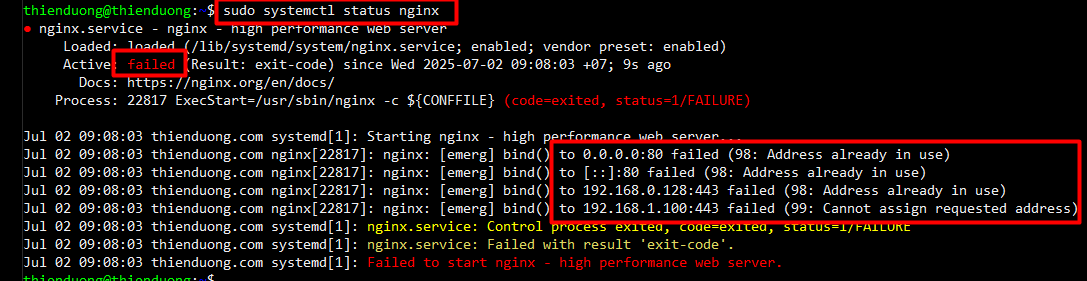 thienduong@thienduong:~$ sudo systemctl status nginx
● nginx.service - nginx - high performance web server
Loaded: loaded (/lib/systemd/system/nginx.service; enabled; vendor preset: enabled)
Active: failed (Result: exit-code) since Wed 2025-07-02 09:08:03 +07; 9s ago
Docs: https://nginx.org/en/docs/
Process: 22817 ExecStart=/usr/sbin/nginx -c ${CONFFILE} (code=exited, status=1/FAILURE)
Jul 02 09:08:03 thienduong.com systemd[1]: Starting nginx - high performance web server...
Jul 02 09:08:03 thienduong.com nginx[22817]: nginx: [emerg] bind() to 0.0.0.0:80 failed (98: Address already in use)
Jul 02 09:08:03 thienduong.com nginx[22817]: nginx: [emerg] bind() to [::]:80 failed (98: Address already in use)
Jul 02 09:08:03 thienduong.com nginx[22817]: nginx: [emerg] bind() to 192.168.0.128:443 failed (98: Address already in use)
Jul 02 09:08:03 thienduong.com nginx[22817]: nginx: [emerg] bind() to 192.168.1.100:443 failed (99: Cannot assign requested address)
Jul 02 09:08:03 thienduong.com systemd[1]: nginx.service: Control process exited, code=exited, status=1/FAILURE
Jul 02 09:08:03 thienduong.com systemd[1]: nginx.service: Failed with result 'exit-code'.
Jul 02 09:08:03 thienduong.com systemd[1]: Failed to start nginx - high performance web server.
thienduong@thienduong:~$